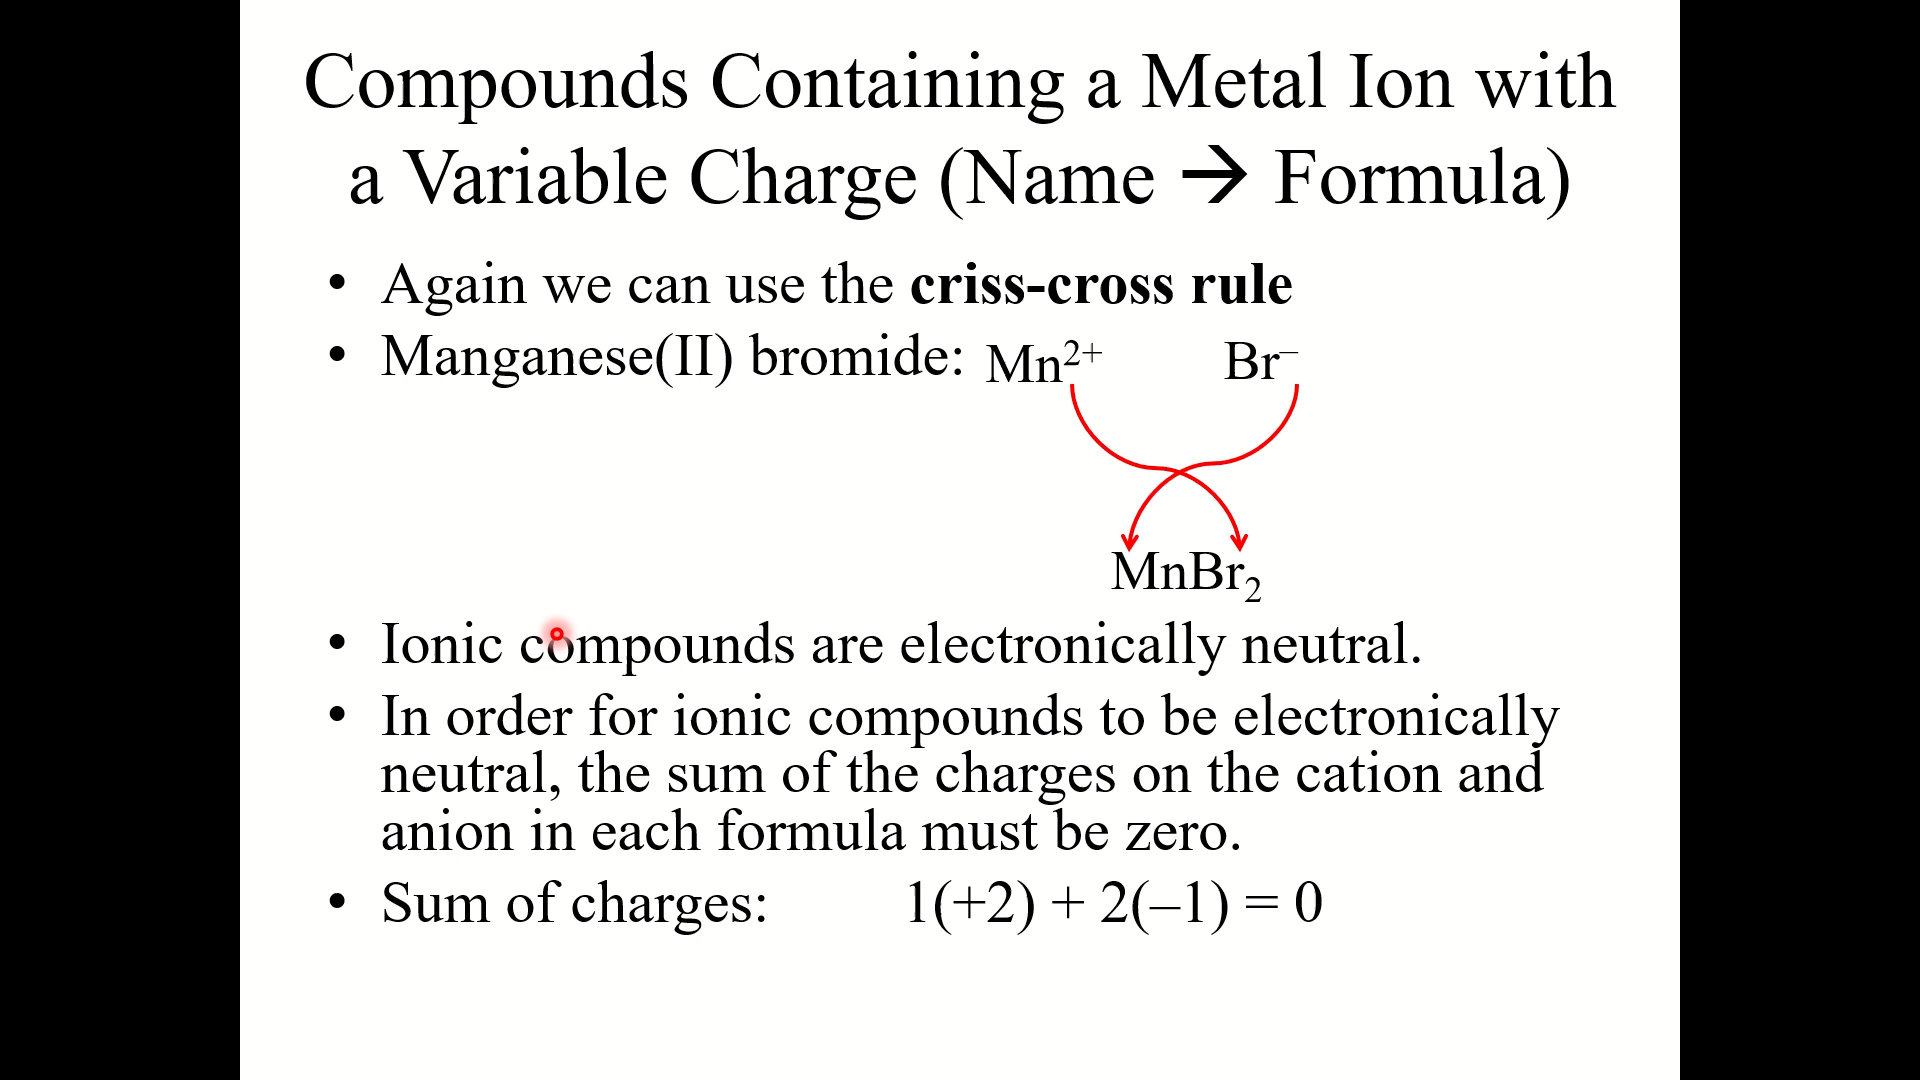 Compounds Containing a Metal Ion with
a Variable Charge (Name → Formula)
• Again we can use the criss-cross rule
• Manganese(II) bromide: Mn²⁺ Br⁻
MnBr₂
• Ionic compounds are electronically neutral.
• In order for ionic compounds to be electronically
neutral, the sum of the charges on the cation and
anion in each formula must be zero.
• Sum of charges: 1(+2) + 2(–1) = 0